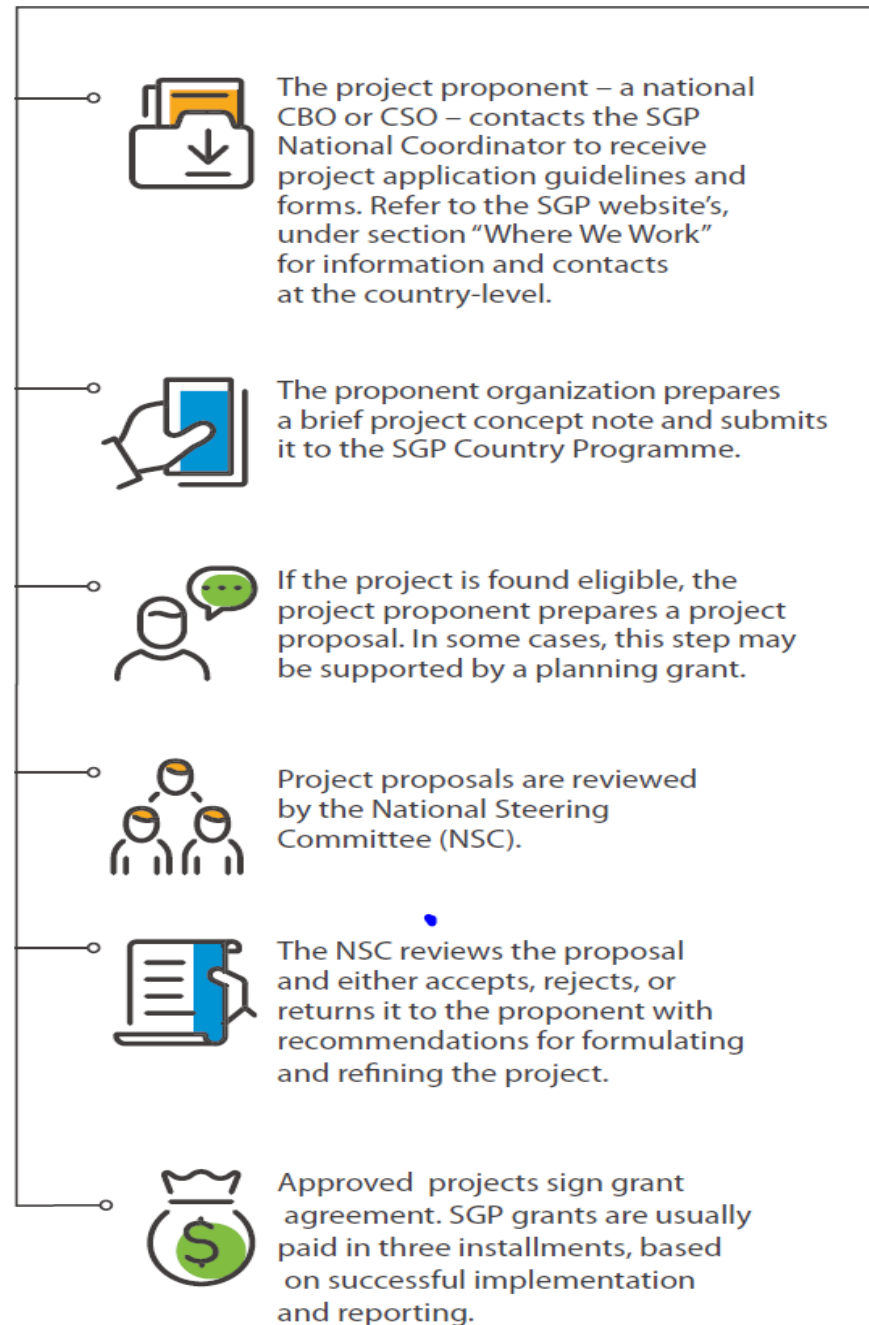 The project proponent – a national
CBO or CSO – contacts the SGP
National Coordinator to receive
project application guidelines and
forms. Refer to the SGP website’s,
under section “Where We Work”
for information and contacts
at the country-level.
The proponent organization prepares
a brief project concept note and submits
it to the SGP Country Programme.
If the project is found eligible, the
project proponent prepares a project
proposal. In some cases, this step may
be supported by a planning grant.
Project proposals are reviewed
by the National Steering
Committee (NSC).
The NSC reviews the proposal
and either accepts, rejects, or
returns it to the proponent with
recommendations for formulating
and refining the project.
$
Approved projects sign grant
agreement. SGP grants are usually
paid in three installments, based
on successful implementation
and reporting.